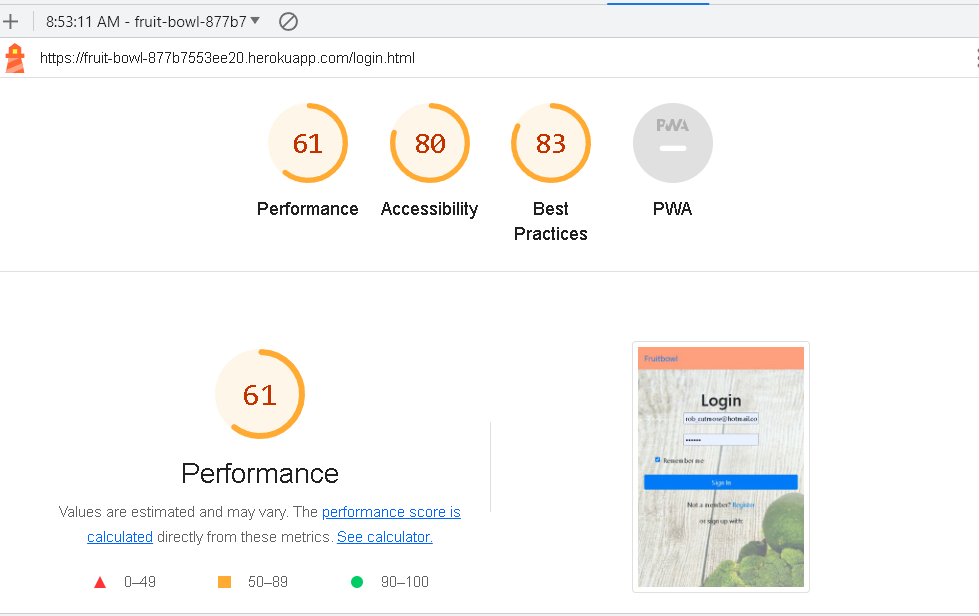 8:53:11 AM - fruit-bowl-877b7
https://fruit-bowl-877b7553ee20.herokuapp.com/login.html
61
80
83
PWA
Performance
Accessibility
Best
Practices
PWA
61
Performance
Values are estimated and may vary. The performance score is
calculated directly from these metrics. See calculator.
0–49
50–89
90–100
Fruitbowl
Login
rob_cutmose@hotmail.co
Remember me
Sign In
Not a member? Register
or sign up with: